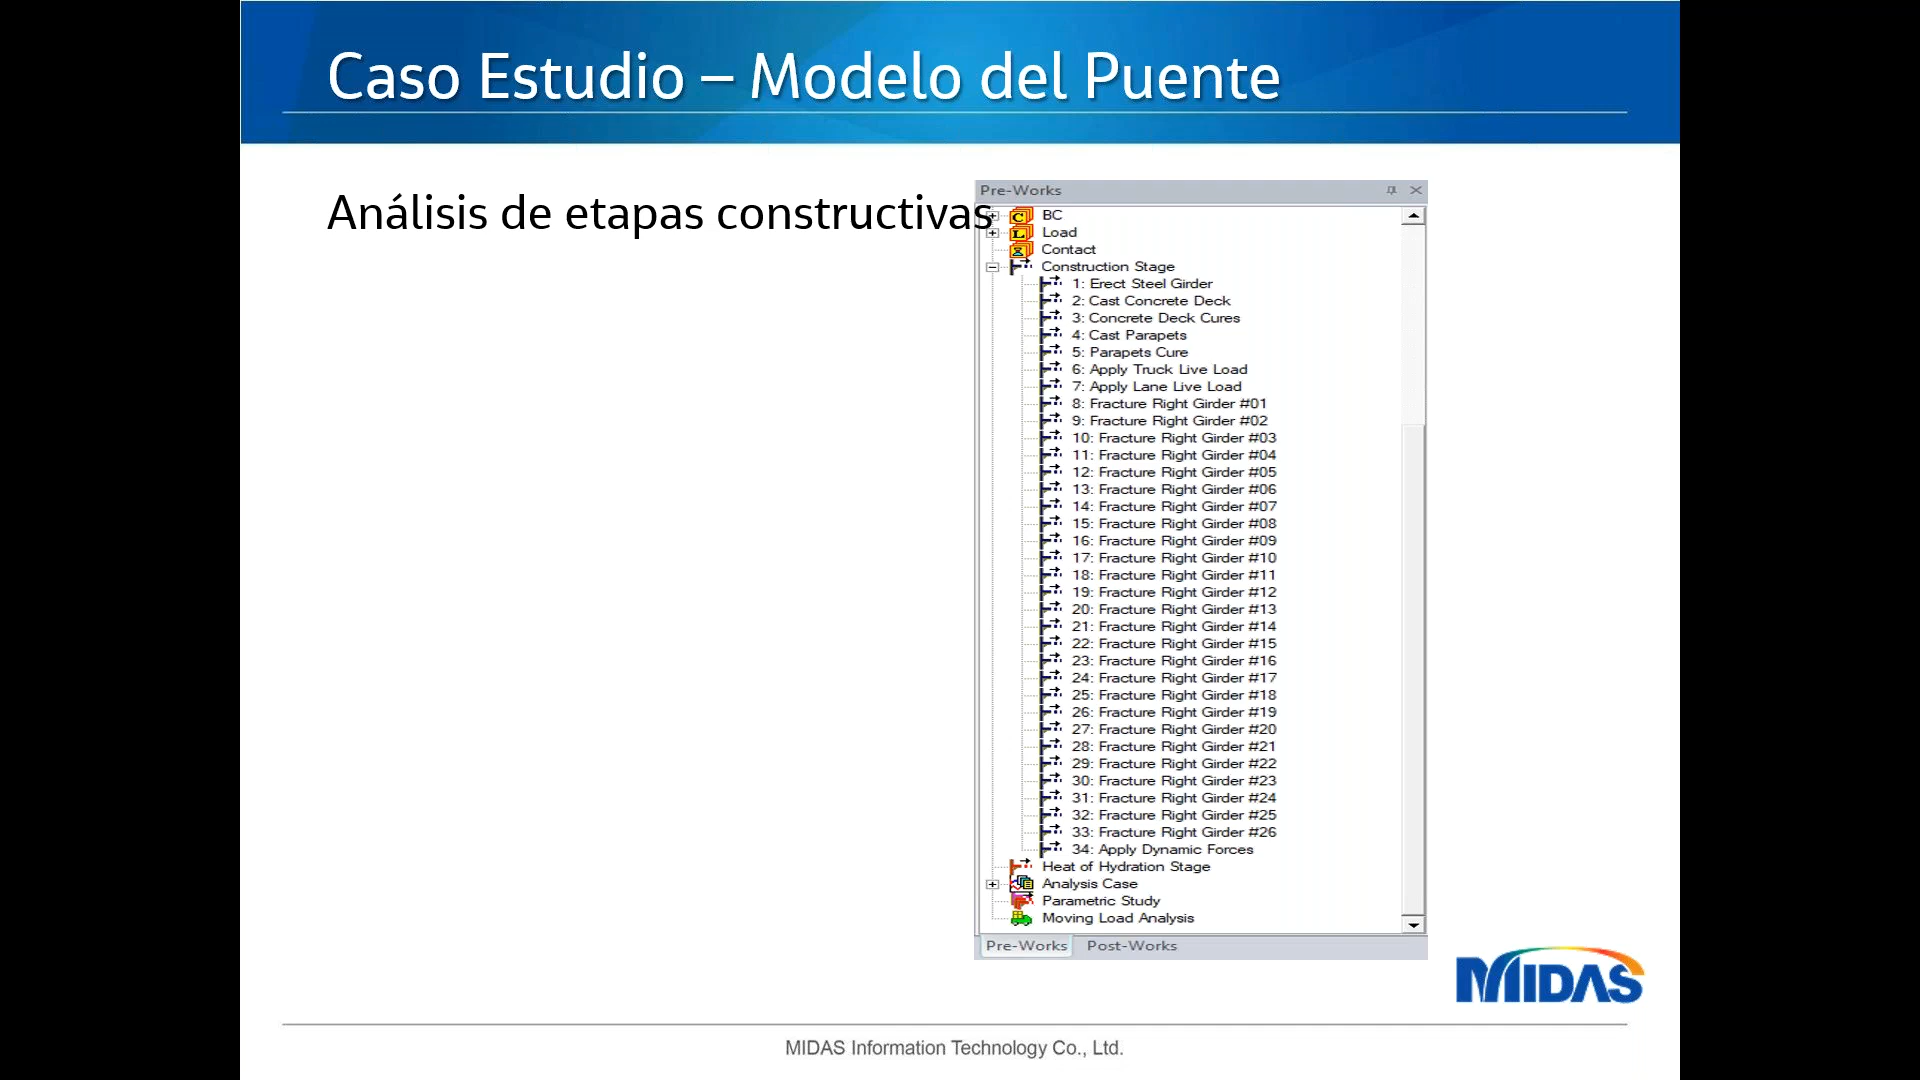 Caso Estudio – Modelo del Puente
Análisis de etapas constructivas
Pre-Works
BC
Load
Contact
Construction Stage
1: Erect Steel Girder
2: Cast Concrete Deck
3: Concrete Deck Cures
4: Cast Parapets
5: Parapets Cure
6: Apply Truck Live Load
7: Apply Lane Live Load
8: Fracture Right Girder #01
9: Fracture Right Girder #02
10: Fracture Right Girder #03
11: Fracture Right Girder #04
12: Fracture Right Girder #05
13: Fracture Right Girder #06
14: Fracture Right Girder #07
15: Fracture Right Girder #08
16: Fracture Right Girder #09
17: Fracture Right Girder #10
18: Fracture Right Girder #11
19: Fracture Right Girder #12
20: Fracture Right Girder #13
21: Fracture Right Girder #14
22: Fracture Right Girder #15
23: Fracture Right Girder #16
24: Fracture Right Girder #17
25: Fracture Right Girder #18
26: Fracture Right Girder #19
27: Fracture Right Girder #20
28: Fracture Right Girder #21
29: Fracture Right Girder #22
30: Fracture Right Girder #23
31: Fracture Right Girder #24
32: Fracture Right Girder #25
33: Fracture Right Girder #26
34: Apply Dynamic Forces
Heat of Hydration Stage
Analysis Case
Parametric Study
Moving Load Analysis
Pre-Works Post-Works
MIDAS
MIDAS Information Technology Co., Ltd.